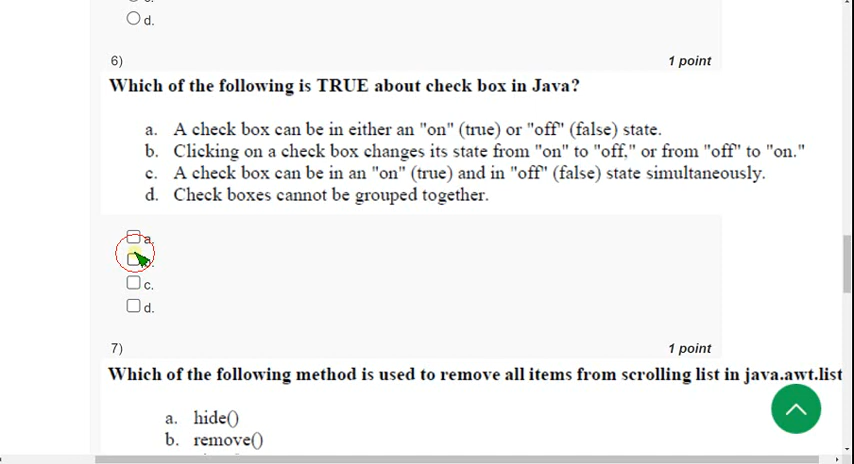 d.
6)
1 point
Which of the following is TRUE about check box in Java?
a. A check box can be in either an "on" (true) or "off" (false) state.
b. Clicking on a check box changes its state from "on" to "off," or from "off" to "on."
c. A check box can be in an "on" (true) and in "off" (false) state simultaneously.
d. Check boxes cannot be grouped together.
a.
b.
c.
d.
7)
1 point
Which of the following method is used to remove all items from scrolling list in java.awt.list
a. hide()
b. remove()